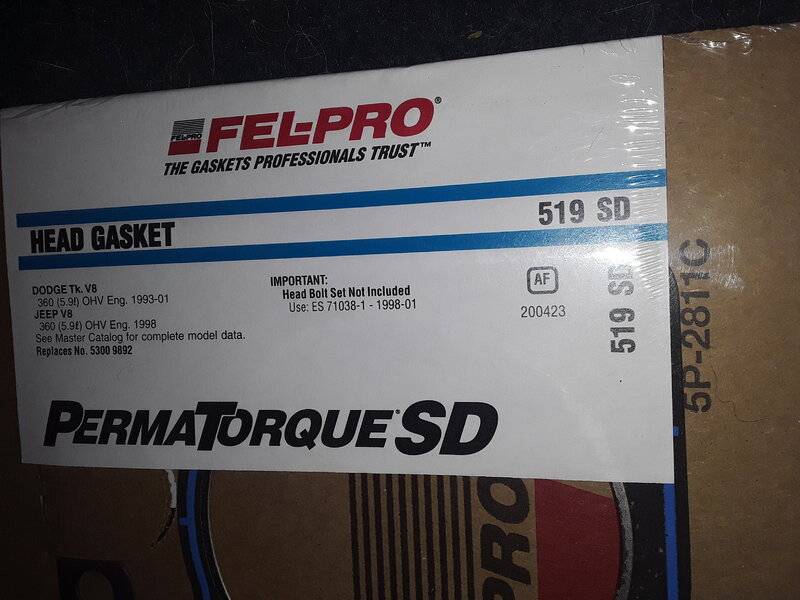 FEL-PRO
FEL-PRO®
THE GASKETS PROFESSIONALS TRUST™
HEAD GASKET
519 SD
DODGE Tk. V8
360 (5.9ℓ) OHV Eng. 1993-01
JEEP V8
360 (5.9ℓ) OHV Eng. 1998
See Master Catalog for complete model data.
Replaces No. 5300 9892
IMPORTANT:
Head Bolt Set Not Included
Use: ES 71038-1 - 1998-01
AF
200423
519 SD
5P-2811C
PERMATORQUE® SD
PRO